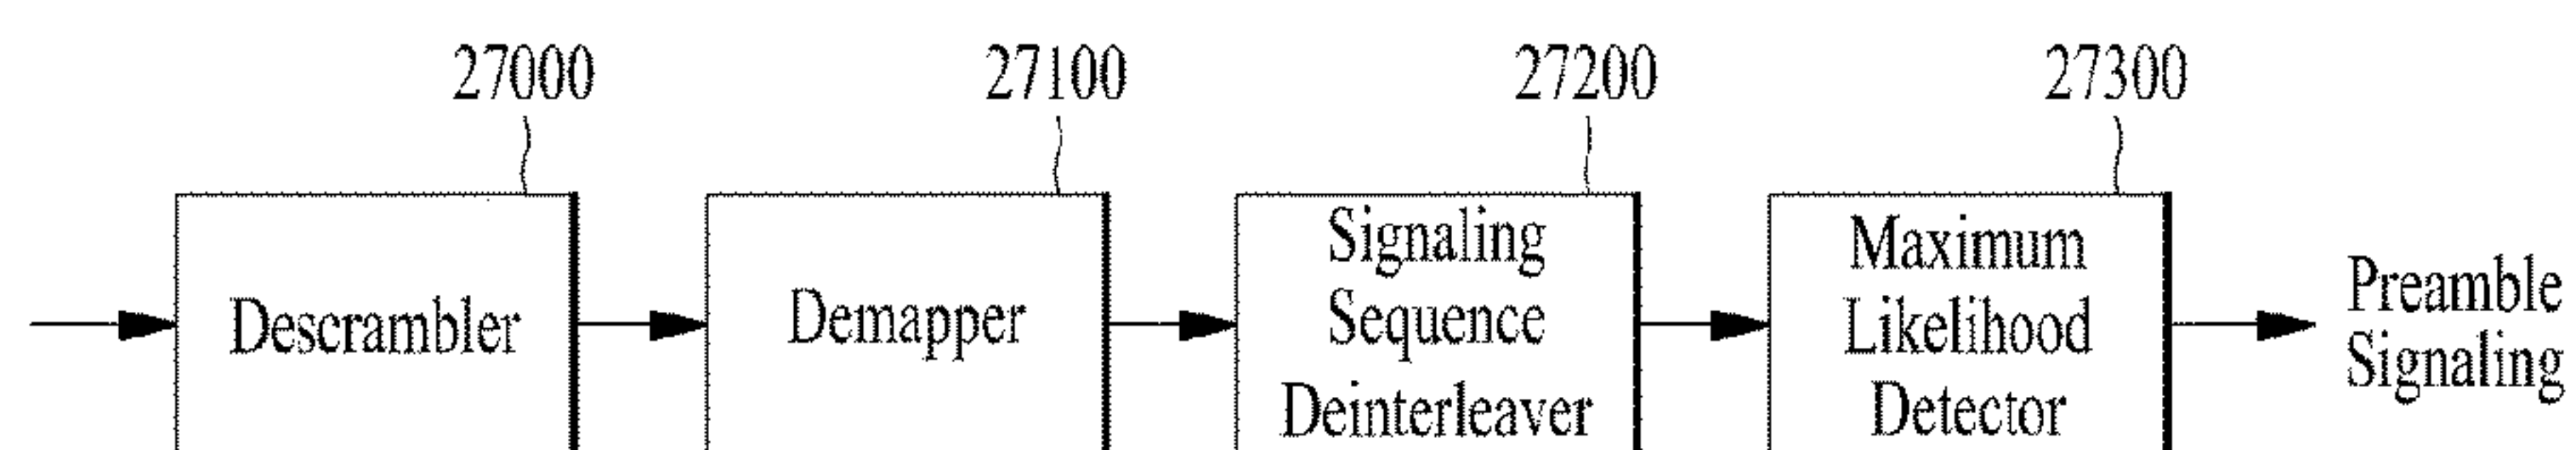 27000
27100
27200
27300
Descrambler
Demapper
Signaling
Sequence
Deinterleaver
Maximum
Likelihood
Detector
Preamble
Signaling